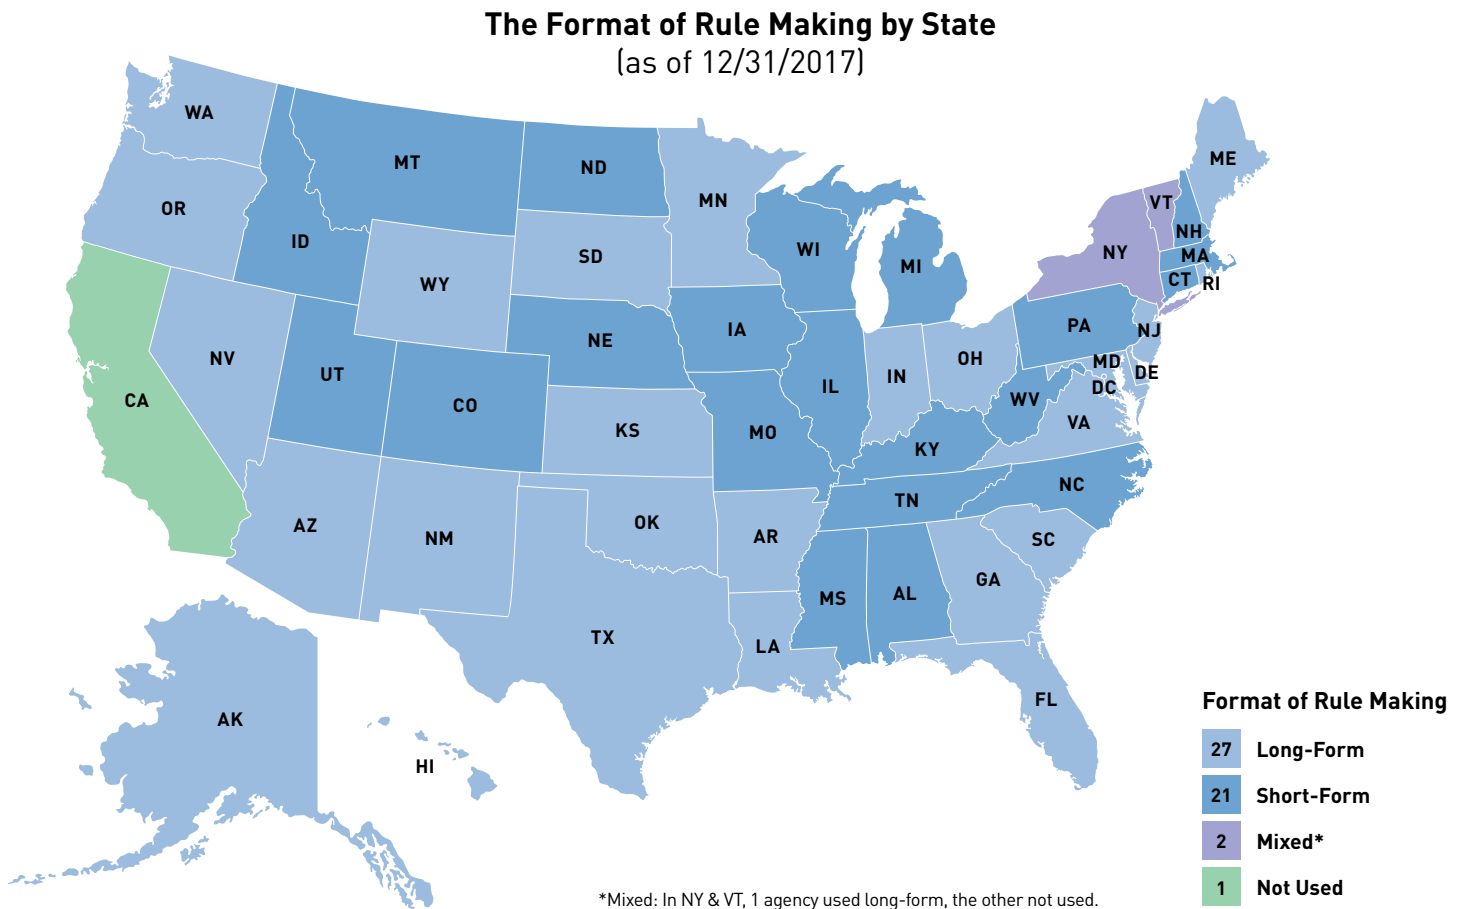 The Format of Rule Making by State
(as of 12/31/2017)
WA
MT
ND
MN
ME
OR
ID
SD
WI
MI
VT
NH
NY
MA
WY
CT
RI
NE
IA
PA
NJ
NV
UT
CO
IL
IN
OH
MD
DE
DC
CA
WV
VA
KS
MO
KY
NC
AZ
NM
OK
AR
TN
SC
GA
MS
AL
TX
LA
FL
AK
HI
Format of Rule Making
27 Long-Form
21 Short-Form
2 Mixed*
1 Not Used
*Mixed: In NY & VT, 1 agency used long-form, the other not used.